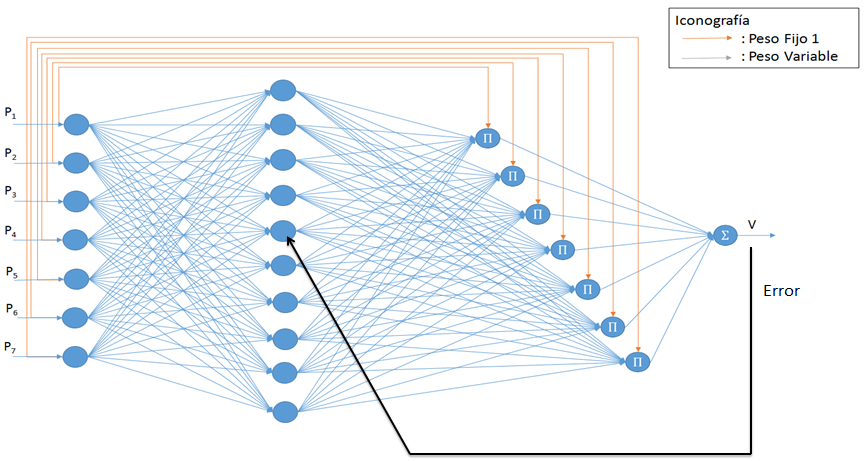 Iconografía
: Peso Fijo 1
: Peso Variable
P1
P2
P3
P4
P5
P6
P7
Π
Π
Π
Π
Π
Π
Π
Σ
V
Error